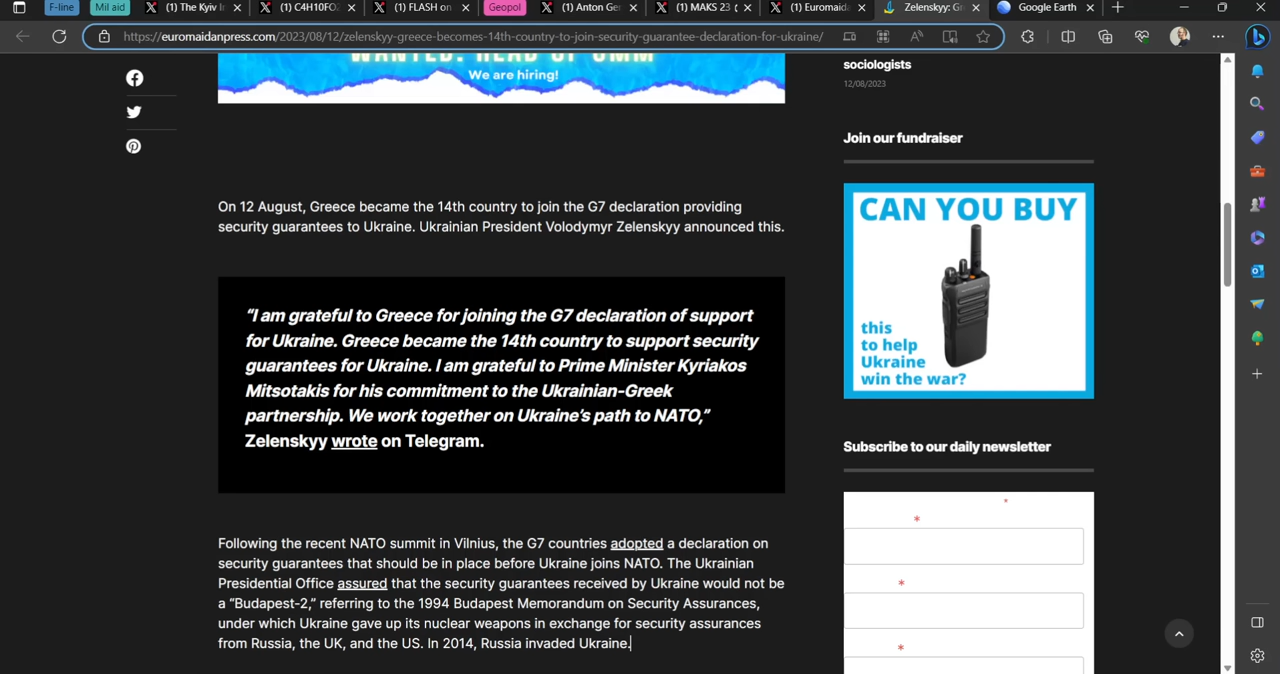 F-line
Mil aid
(1) The Kyiv In
(1) C4H10FO2
(1) FLASH on
Geopol
(1) Anton Ger
(1) MAKS 23
(1) Euromaida
Zelenskyy: G
Google Earth
https://euromaidanpress.com/2023/08/12/zelenskyy-greece-becomes-14th-country-to-join-security-guarantee-declaration-for-ukraine/
We are hiring!
On 12 August, Greece became the 14th country to join the G7 declaration providing
security guarantees to Ukraine. Ukrainian President Volodymyr Zelenskyy announced this.
“I am grateful to Greece for joining the G7 declaration of support
for Ukraine. Greece became the 14th country to support security
guarantees for Ukraine. I am grateful to Prime Minister Kyriakos
Mitsotakis for his commitment to the Ukrainian-Greek
partnership. We work together on Ukraine’s path to NATO,”
Zelenskyy wrote on Telegram.
Following the recent NATO summit in Vilnius, the G7 countries adopted a declaration on
security guarantees that should be in place before Ukraine joins NATO. The Ukrainian
Presidential Office assured that the security guarantees received by Ukraine would not be
a “Budapest-2,” referring to the 1994 Budapest Memorandum on Security Assurances,
under which Ukraine gave up its nuclear weapons in exchange for security assurances
from Russia, the UK, and the US. In 2014, Russia invaded Ukraine.
sociologists
12/08/2023
Join our fundraiser
CAN YOU BUY
this
to help
Ukraine
win the war?
Subscribe to our daily newsletter
*
*
*
*